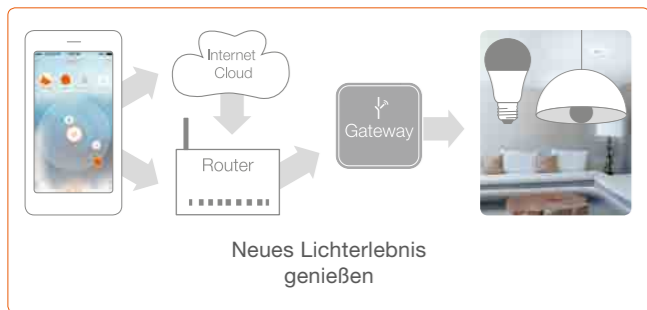 Internet
Cloud
Router
Gateway
Neues Lichterlebnis
genießen